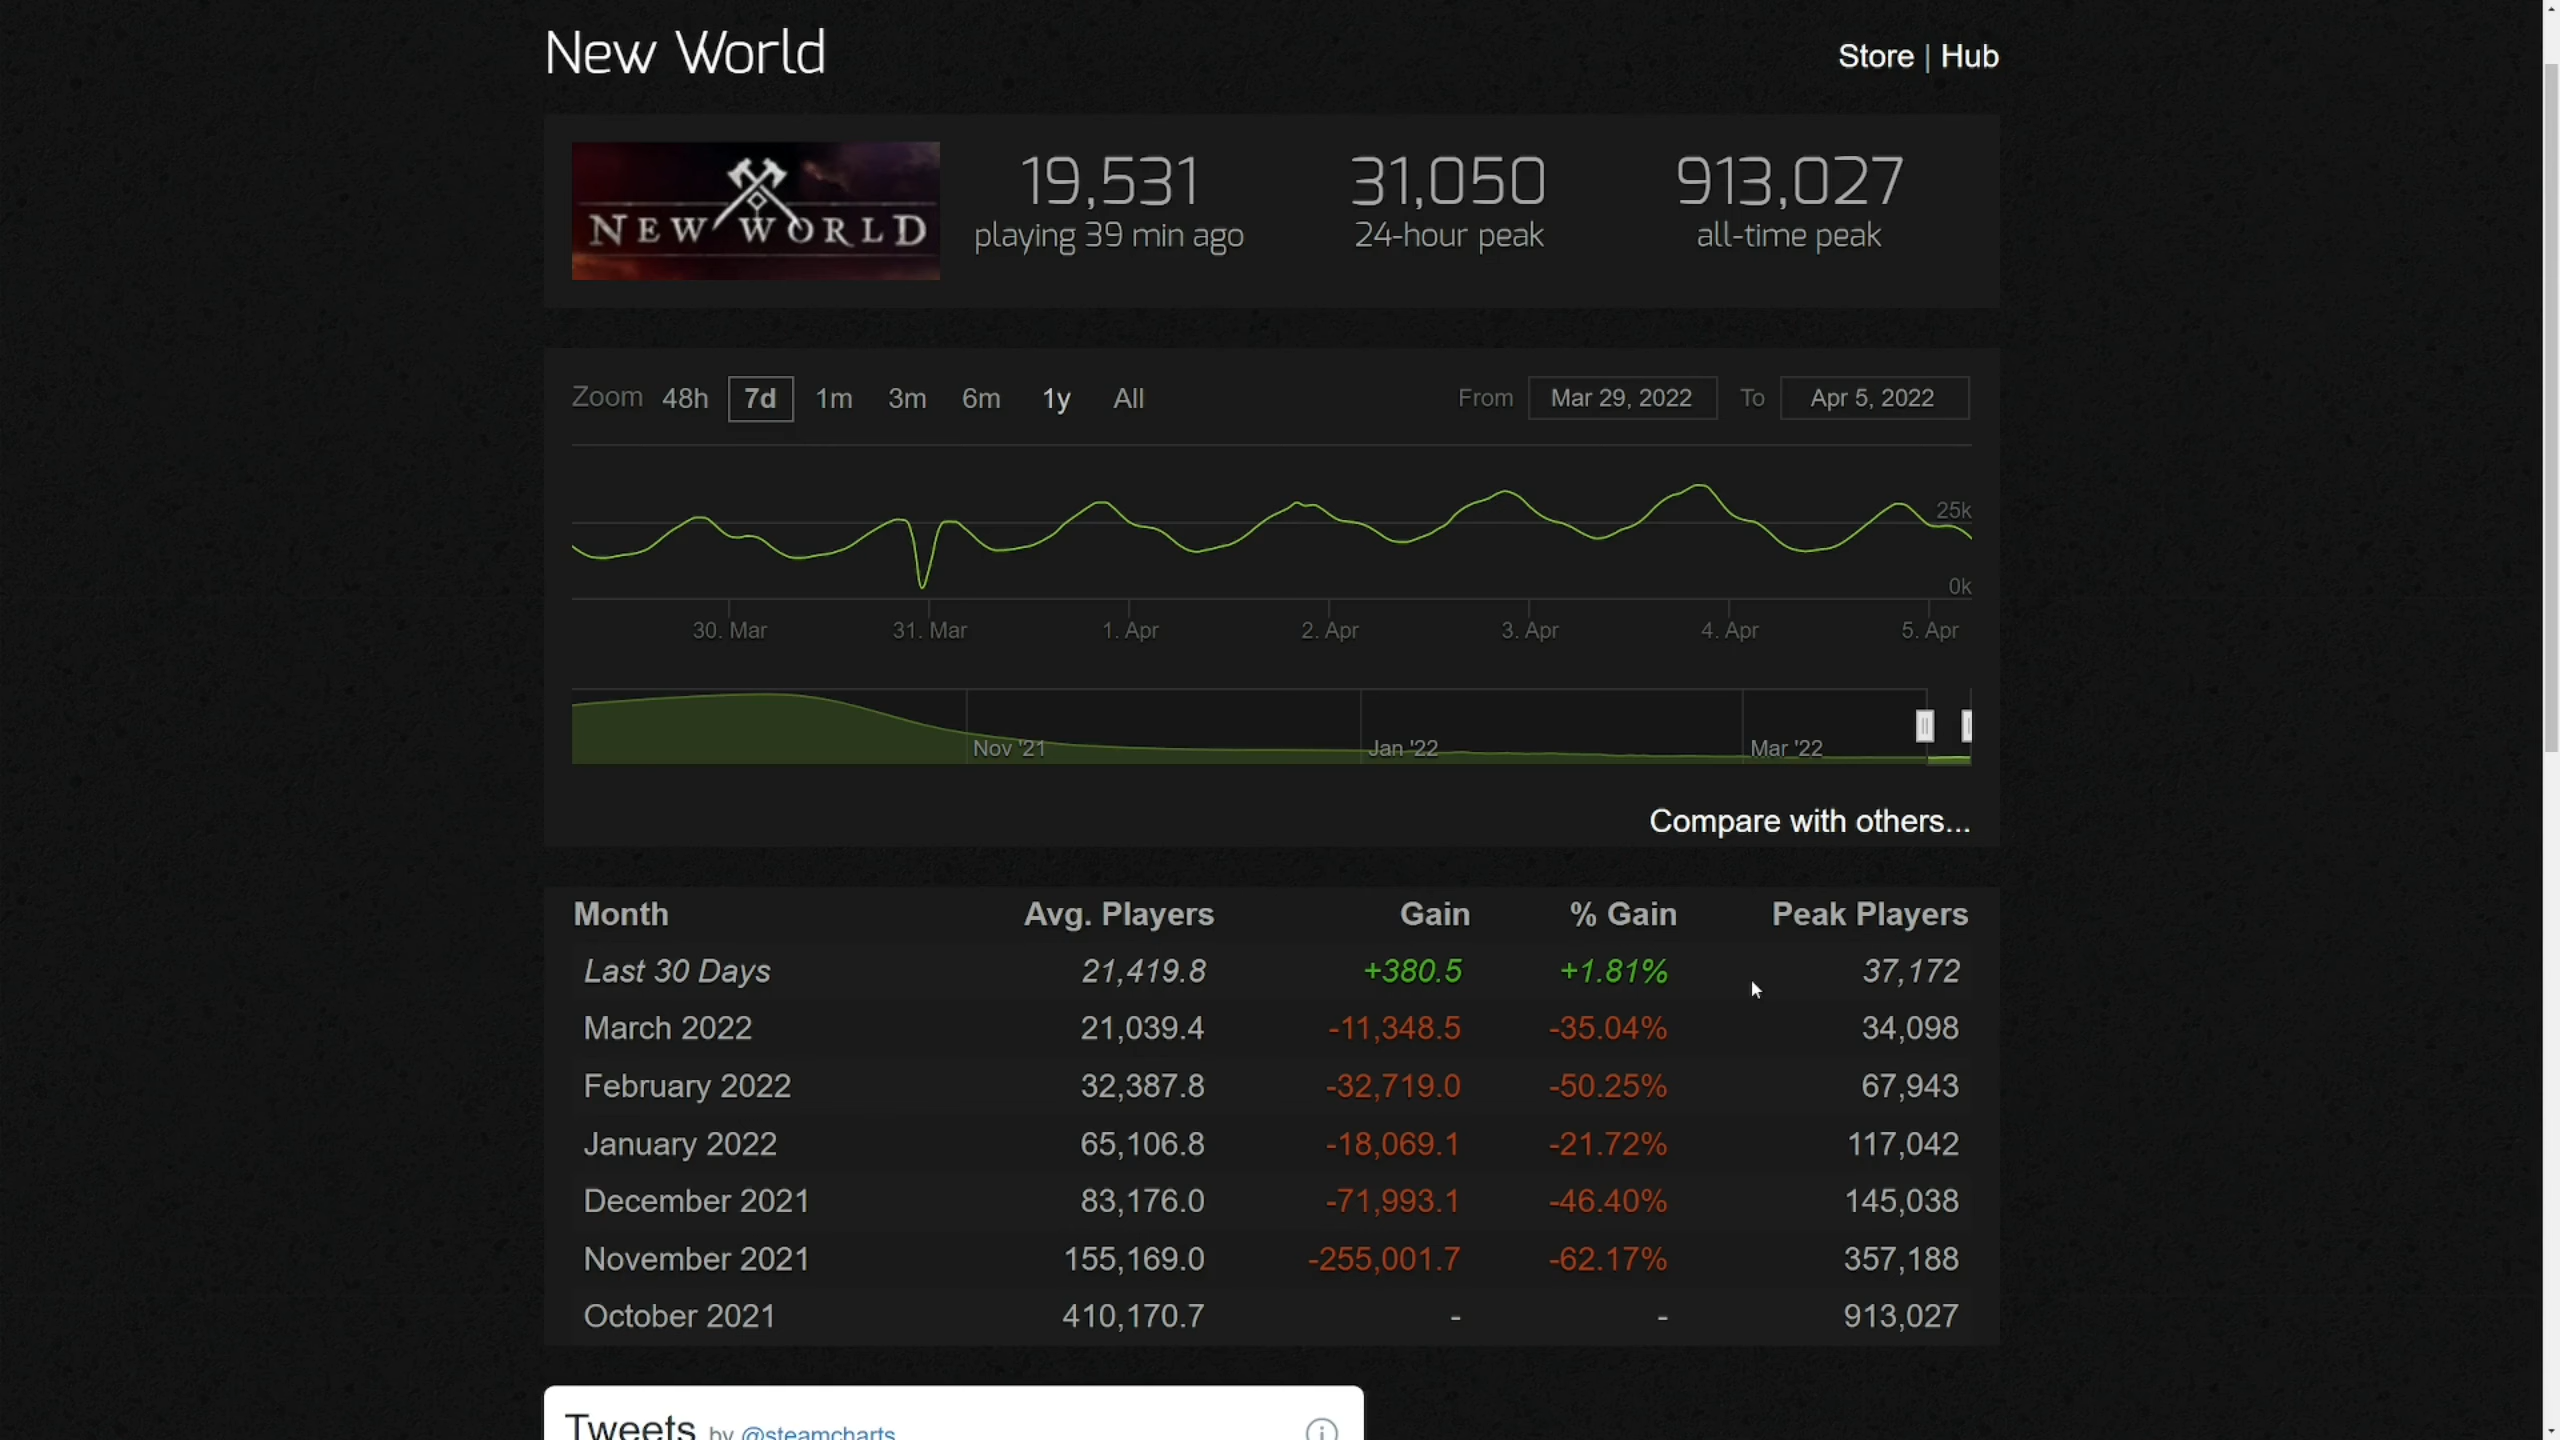 New World
Store | Hub
NEW WORLD
19,531
playing 39 min ago
31,050
24-hour peak
913,027
all-time peak
Zoom 48h 7d 1m 3m 6m 1y All
From Mar 29, 2022 To Apr 5, 2022
25k
0k
30. Mar 31. Mar 1. Apr 2. Apr 3. Apr 4. Apr 5. Apr
Nov '21 Jan '22 Mar '22
Compare with others...
Month Avg. Players Gain % Gain Peak Players
Last 30 Days 21,419.8 +380.5 +1.81% 37,172
March 2022 21,039.4 -11,348.5 -35.04% 34,098
February 2022 32,387.8 -32,719.0 -50.25% 67,943
January 2022 65,106.8 -18,069.1 -21.72% 117,042
December 2021 83,176.0 -71,993.1 -46.40% 145,038
November 2021 155,169.0 -255,001.7 -62.17% 357,188
October 2021 410,170.7 - - 913,027
Tweets by @steamcharts